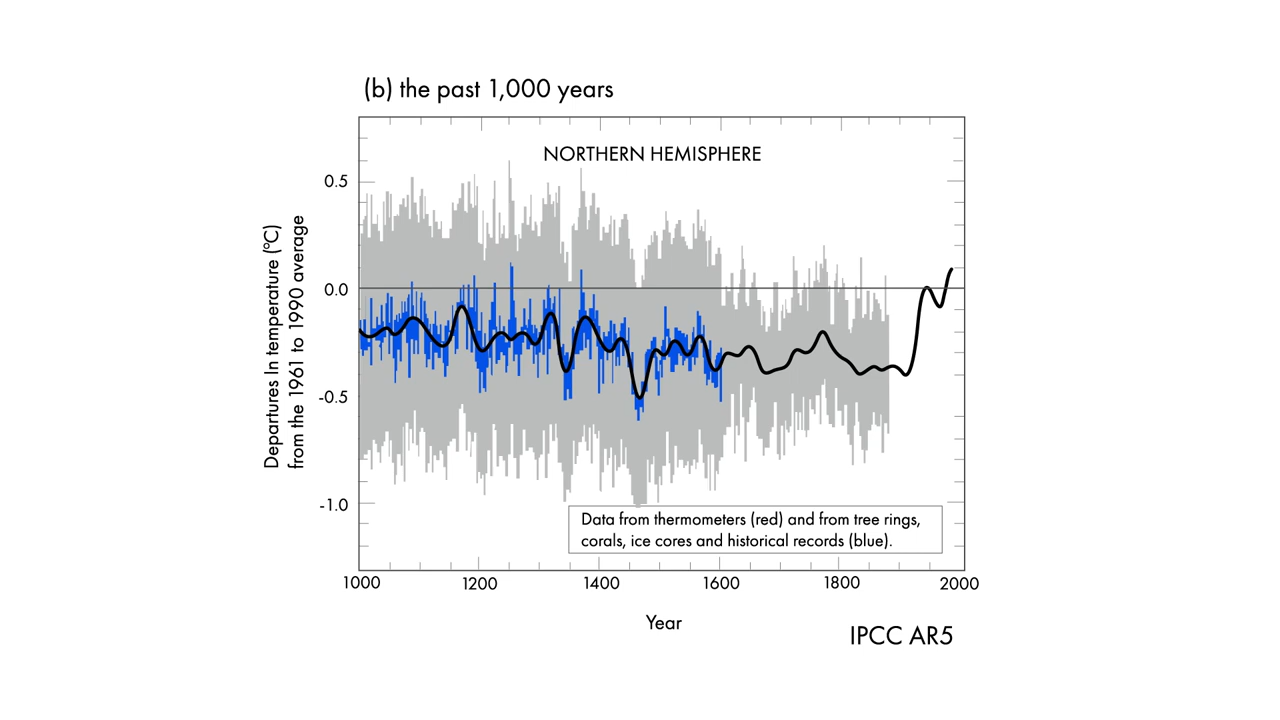 (b) the past 1,000 years
NORTHERN HEMISPHERE
Departures In temperature (°C)
from the 1961 to 1990 average
0.5
0.0
-0.5
-1.0
Data from thermometers (red) and from tree rings,
corals, ice cores and historical records (blue).
1000 1200 1400 1600 1800 2000
Year
IPCC AR5